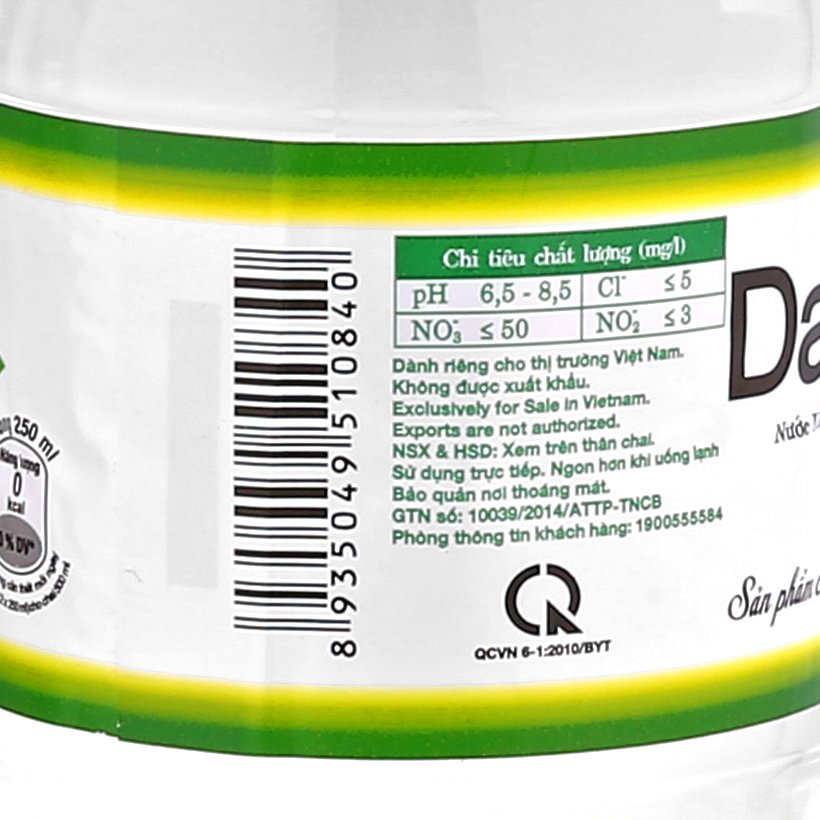 Chỉ tiêu chất lượng (mg/l)
pH 6,5 - 8,5 Cl⁻ ≤ 5
NO₃⁻ ≤ 50 NO₂⁻ ≤ 3
Dành riêng cho thị trường Việt Nam.
Không được xuất khẩu.
Exclusively for Sale in Vietnam.
Exports are not authorized.
NSX & HSD: Xem trên thân chai.
Sử dụng trực tiếp. Ngon hơn khi uống lạnh
Bảo quản nơi thoáng mát.
GTN số: 10039/2014/ATTP-TNCB
Phòng thông tin khách hàng: 1900555584
QCVN 6-1:2010/BYT
8 935049 510840
250 ml
Năng lượng
0
kcal
0 % DV*
Da
Nước
Sản phẩm